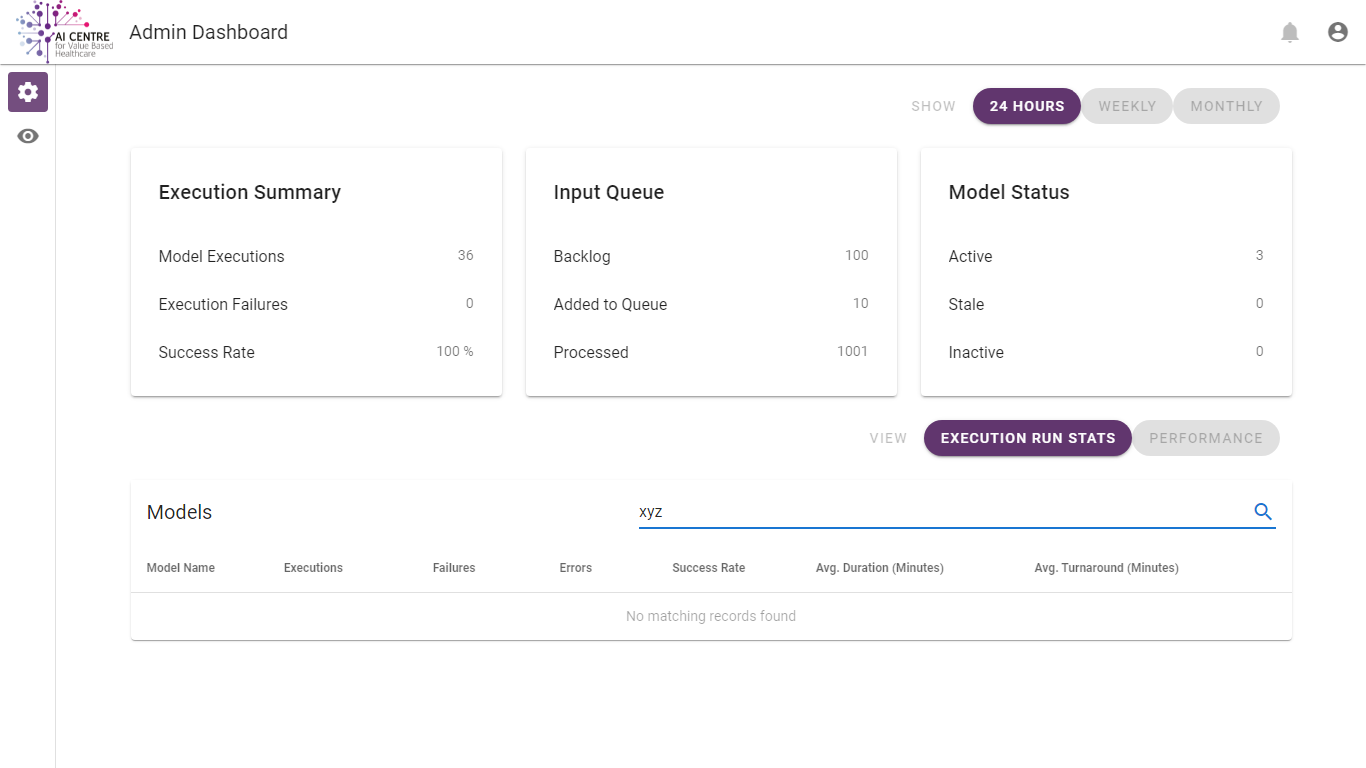 AI CENTRE
for Value Based
Healthcare
Admin Dashboard
SHOW 24 HOURS WEEKLY MONTHLY
Execution Summary
Model Executions 36
Execution Failures 0
Success Rate 100 %
Input Queue
Backlog 100
Added to Queue 10
Processed 1001
Model Status
Active 3
Stale 0
Inactive 0
VIEW EXECUTION RUN STATS PERFORMANCE
Models xyz
Model Name Executions Failures Errors Success Rate Avg. Duration (Minutes) Avg. Turnaround (Minutes)
No matching records found